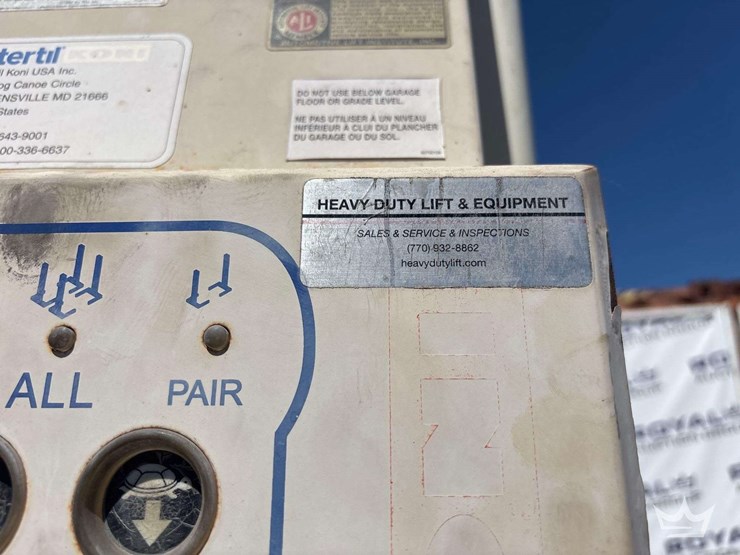 ALI
tertil
Koni USA Inc.
og Canoe Circle
ENSVILLE MD 21666
States
643-9001
00-336-6637
DO NOT USE BELOW GARAGE
FLOOR OR GRADE LEVEL.
NE PAS UTILISER À UN NIVEAU
INFÉRIEUR À CLUI DU PLANCHER
DU GARAGE OU DU SOL.
HEAVY-DUTY LIFT & EQUIPMENT
SALES & SERVICE & INSPECTIONS
(770) 932-8862
heavydutylift.com
ALL
PAIR